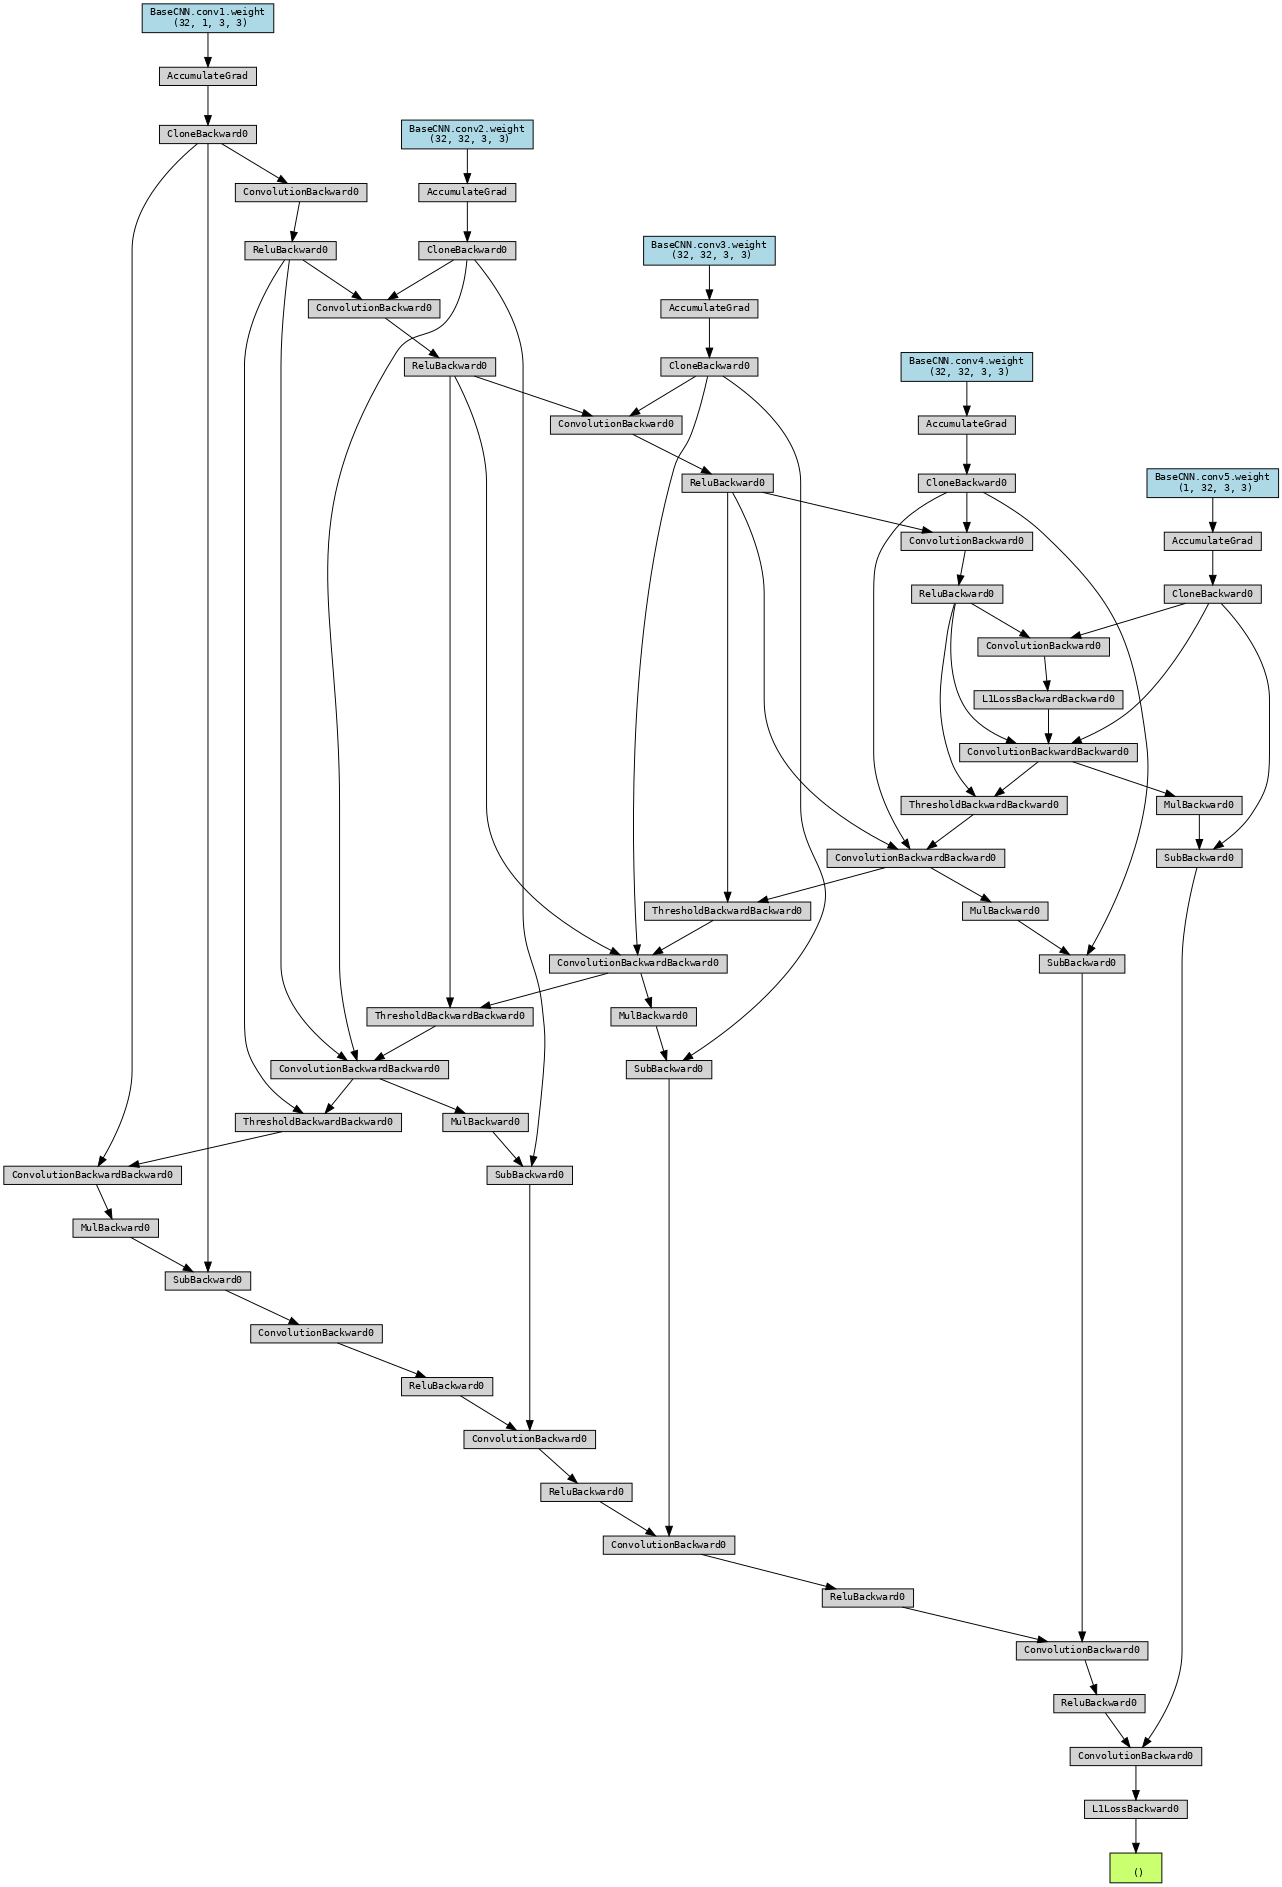 BaseCNN.conv1.weight
(32, 1, 3, 3)
AccumulateGrad
CloneBackward0
BaseCNN.conv2.weight
(32, 32, 3, 3)
ConvolutionBackward0
AccumulateGrad
ReluBackward0
CloneBackward0
BaseCNN.conv3.weight
(32, 32, 3, 3)
ConvolutionBackward0
AccumulateGrad
ReluBackward0
CloneBackward0
BaseCNN.conv4.weight
(32, 32, 3, 3)
ConvolutionBackward0
AccumulateGrad
ReluBackward0
CloneBackward0
BaseCNN.conv5.weight
(1, 32, 3, 3)
ConvolutionBackward0
AccumulateGrad
ReluBackward0
CloneBackward0
ConvolutionBackward0
L1LossBackwardBackward0
ConvolutionBackwardBackward0
ThresholdBackwardBackward0
MulBackward0
ConvolutionBackwardBackward0
SubBackward0
ThresholdBackwardBackward0
MulBackward0
ConvolutionBackwardBackward0
SubBackward0
ThresholdBackwardBackward0
MulBackward0
ConvolutionBackwardBackward0
SubBackward0
ThresholdBackwardBackward0
MulBackward0
ConvolutionBackwardBackward0
SubBackward0
MulBackward0
SubBackward0
ConvolutionBackward0
ReluBackward0
ConvolutionBackward0
ReluBackward0
ConvolutionBackward0
ReluBackward0
ConvolutionBackward0
ReluBackward0
ConvolutionBackward0
L1LossBackward0
()